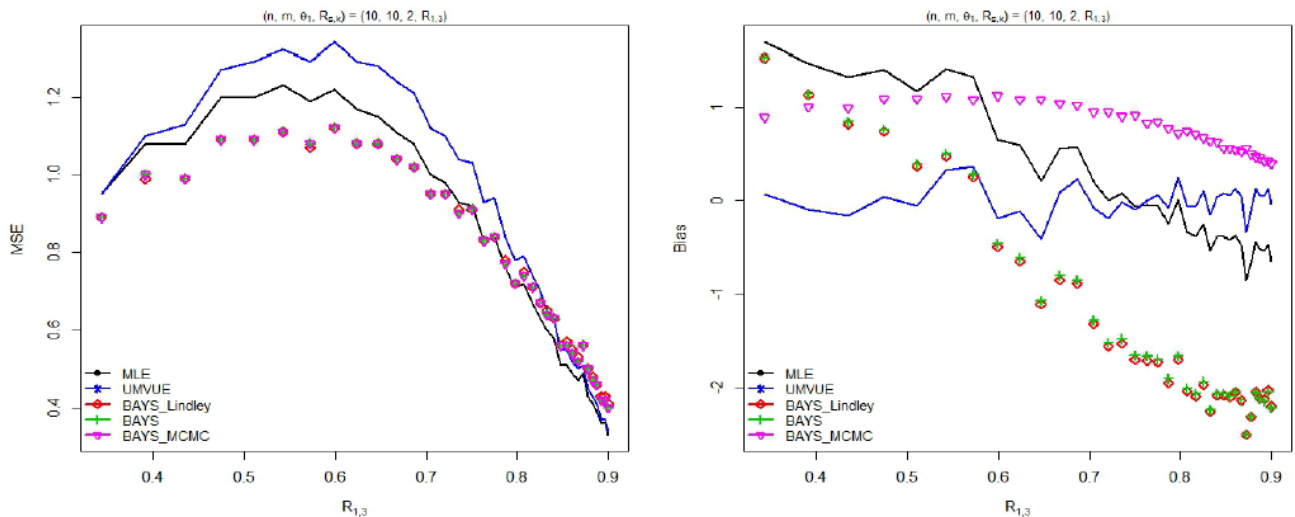 (n, m, θ₁, Rₛ,ₖ) = (10, 10, 2, R₁,₃)
MSE
1.2
1.0
0.8
0.6
0.4
MLE
UMVUE
BAYS_Lindley
BAYS
BAYS_MCMC
0.4 0.5 0.6 0.7 0.8 0.9
R₁,₃
(n, m, θ₁, Rₛ,ₖ) = (10, 10, 2, R₁,₃)
Bias
1
0
-1
-2
MLE
UMVUE
BAYS_Lindley
BAYS
BAYS_MCMC
0.4 0.5 0.6 0.7 0.8 0.9
R₁,₃